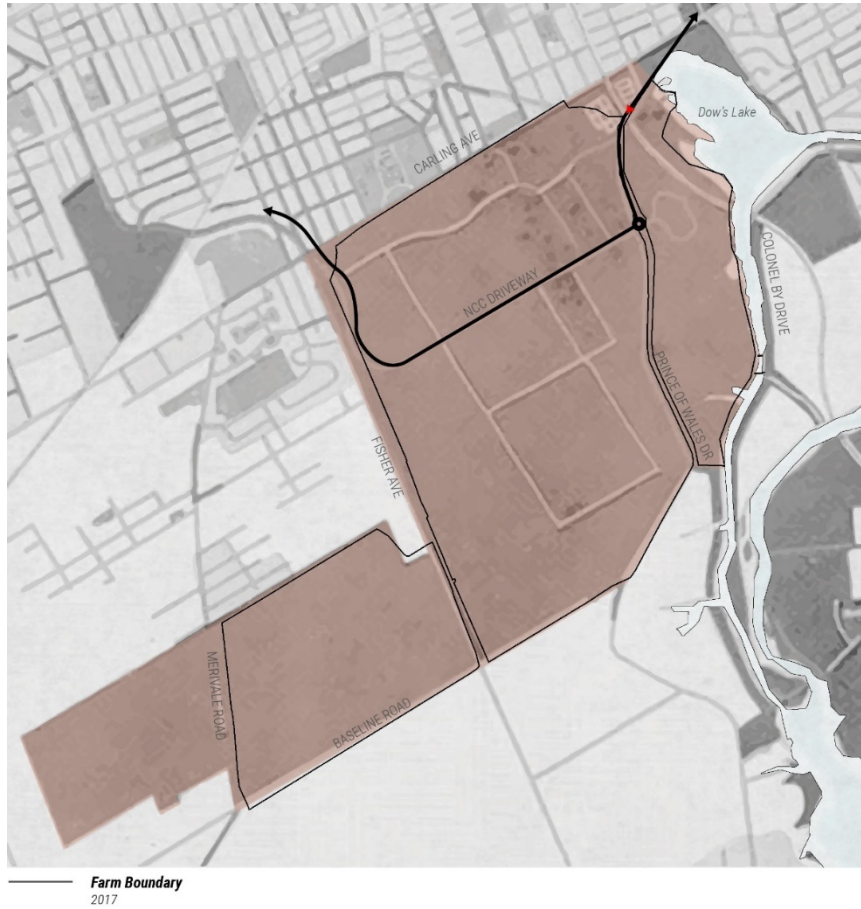 Dow's Lake
CARLING AVE
COLONEL BY DRIVE
NCC DRIVEWAY
PRINCE OF WALES DR
FISHER AVE
MERIVALE ROAD
BASELINE ROAD
Farm Boundary
2017